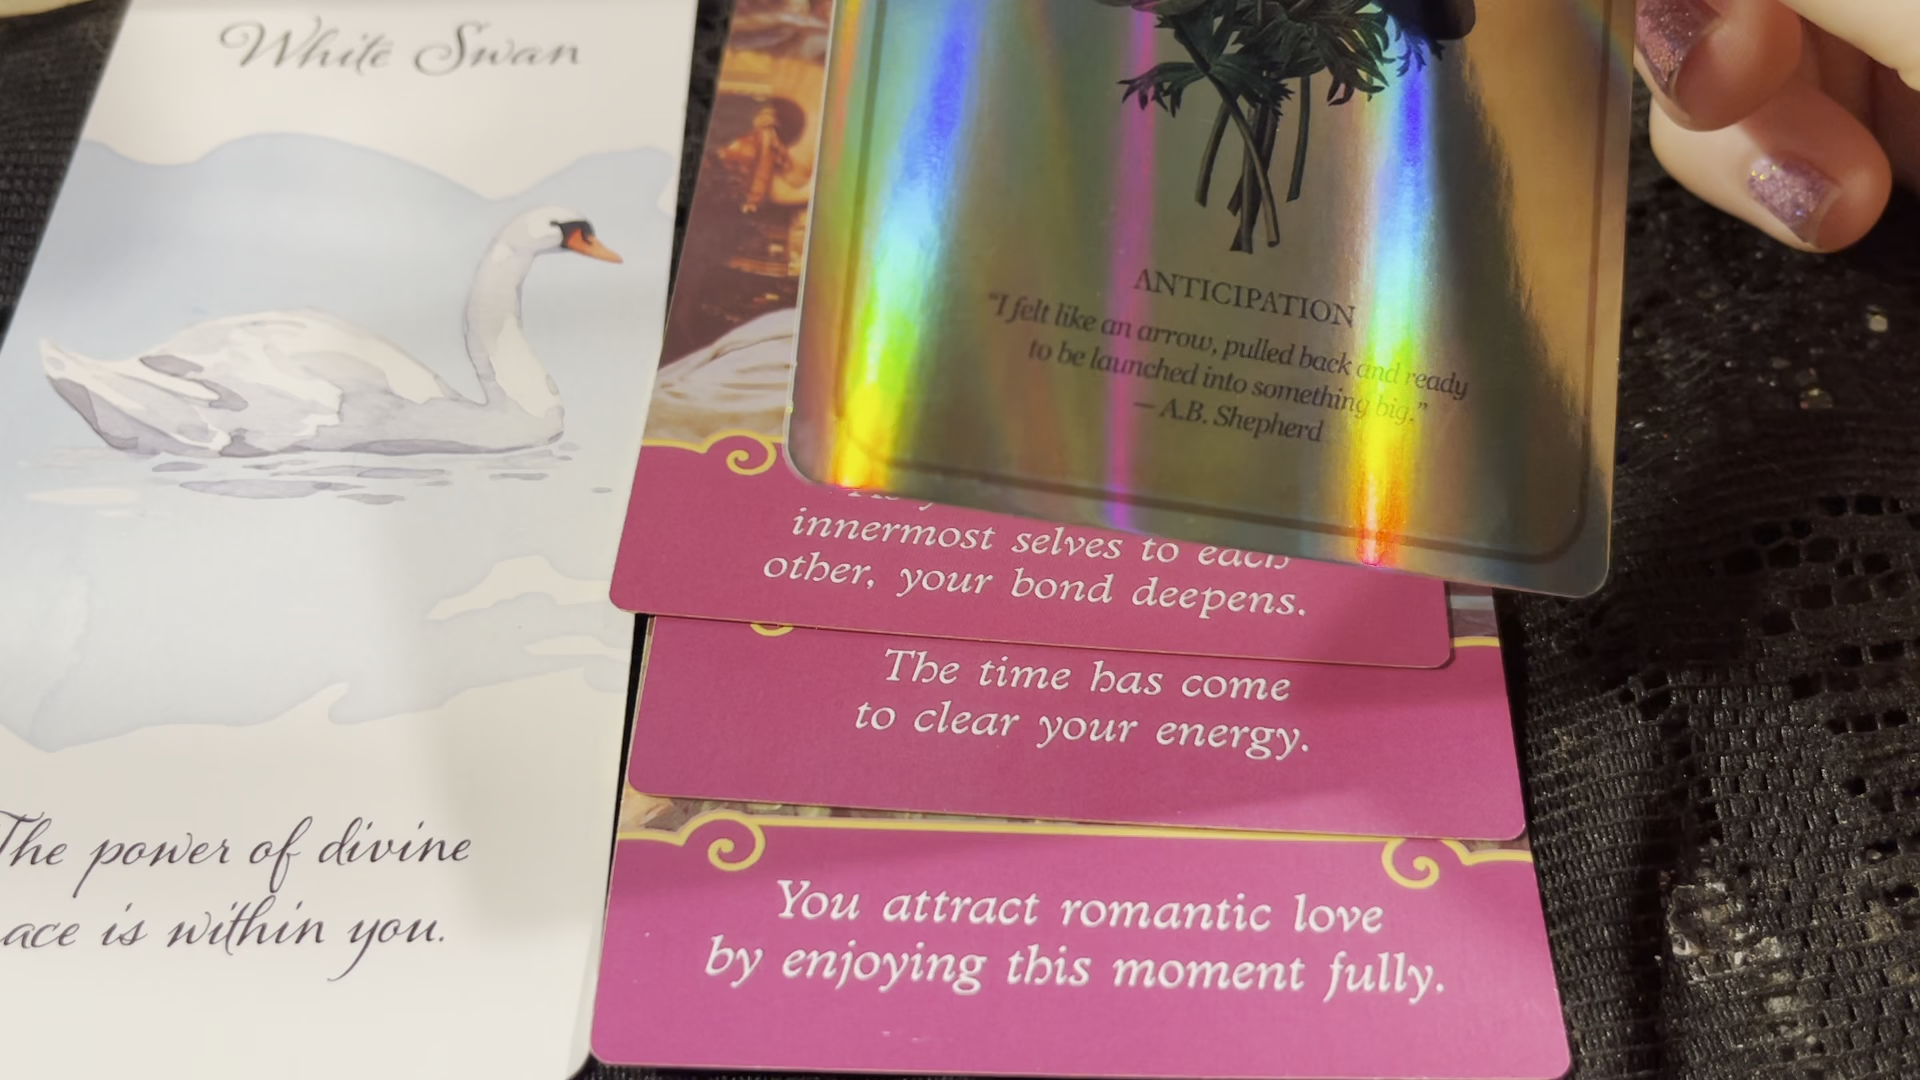 White Swan
The power of divine
ace is within you.
ANTICIPATION
“I felt like an arrow, pulled back and ready
to be launched into something big.”
— A.B. Shepherd
innermost selves to each
other, your bond deepens.
The time has come
to clear your energy.
You attract romantic love
by enjoying this moment fully.